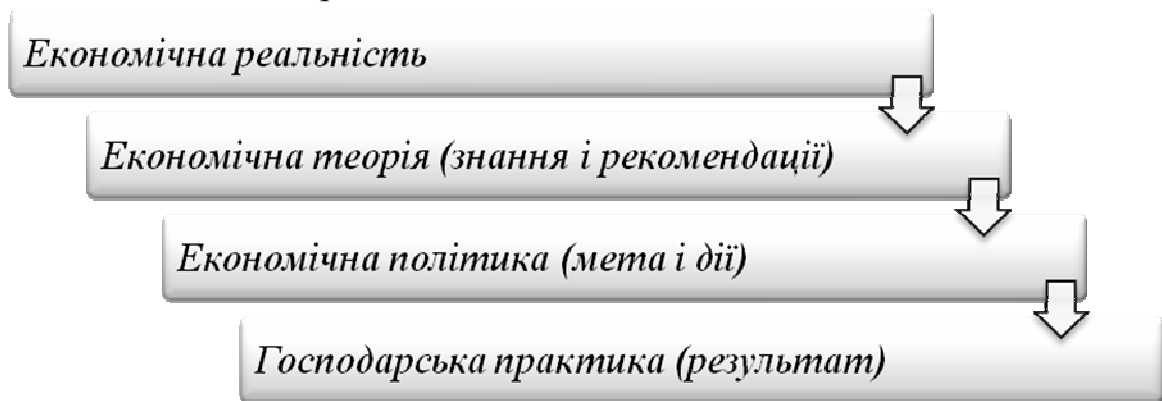 Економічна реальність
Економічна теорія (знання і рекомендації)
Економічна політика (мета і дії)
Господарська практика (результат)